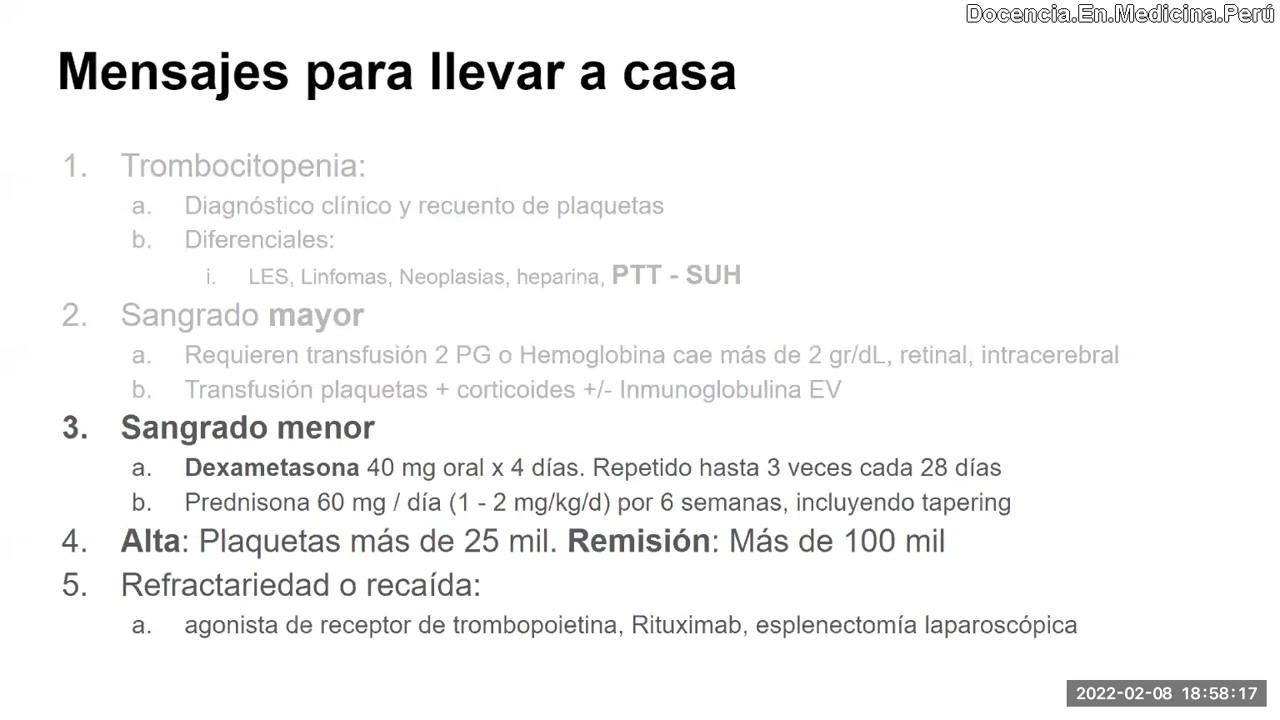 Docencia.En.Medicina.Perú
Mensajes para llevar a casa
1. Trombocitopenia:
a. Diagnóstico clínico y recuento de plaquetas
b. Diferenciales:
i. LES, Linfomas, Neoplasias, heparina, PTT - SUH
2. Sangrado mayor
a. Requieren transfusión 2 PG o Hemoglobina cae más de 2 gr/dL, retinal, intracerebral
b. Transfusión plaquetas + corticoides +/- Inmunoglobulina EV
3. Sangrado menor
a. Dexametasona 40 mg oral x 4 días. Repetido hasta 3 veces cada 28 días
b. Prednisona 60 mg / día (1 - 2 mg/kg/d) por 6 semanas, incluyendo tapering
4. Alta: Plaquetas más de 25 mil. Remisión: Más de 100 mil
5. Refractariedad o recaída:
a. agonista de receptor de trombopoietina, Rituximab, esplenectomía laparoscópica
2022-02-08 18:58:17